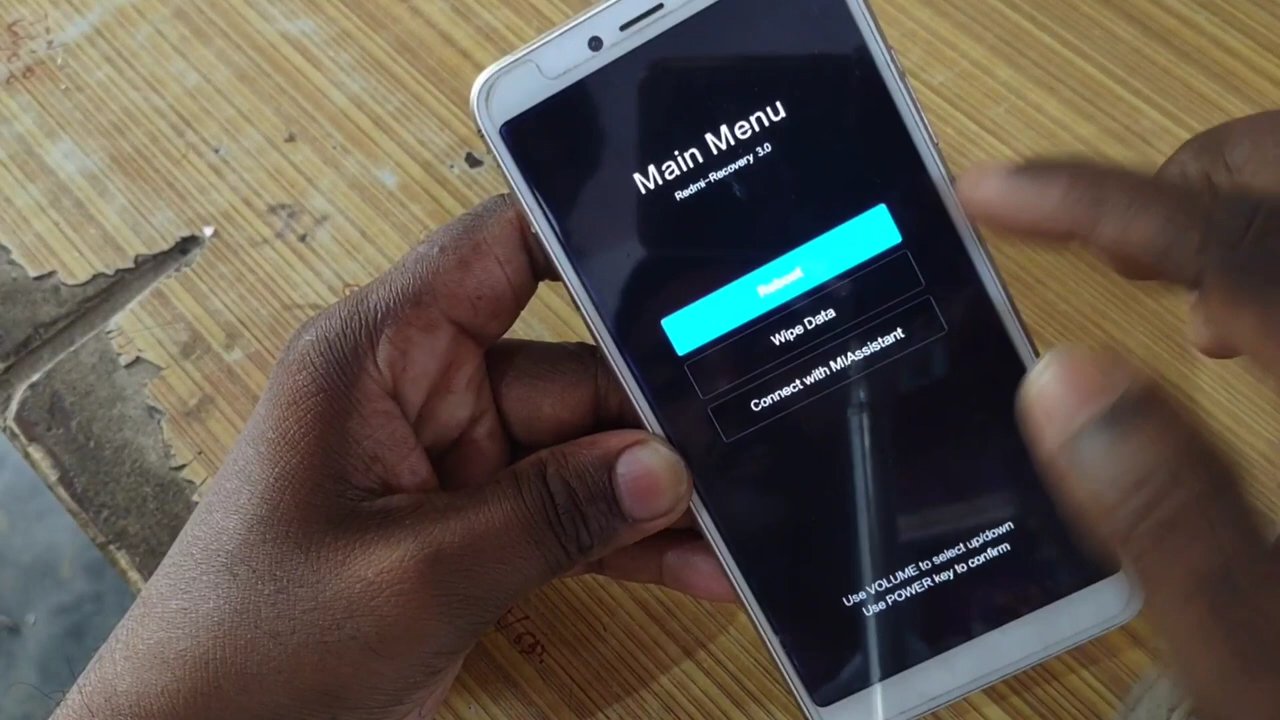 Main Menu
Redmi-Recovery 3.0
Reboot
Wipe Data
Connect with MIAssistant
Use VOLUME to select up/down
Use POWER key to confirm